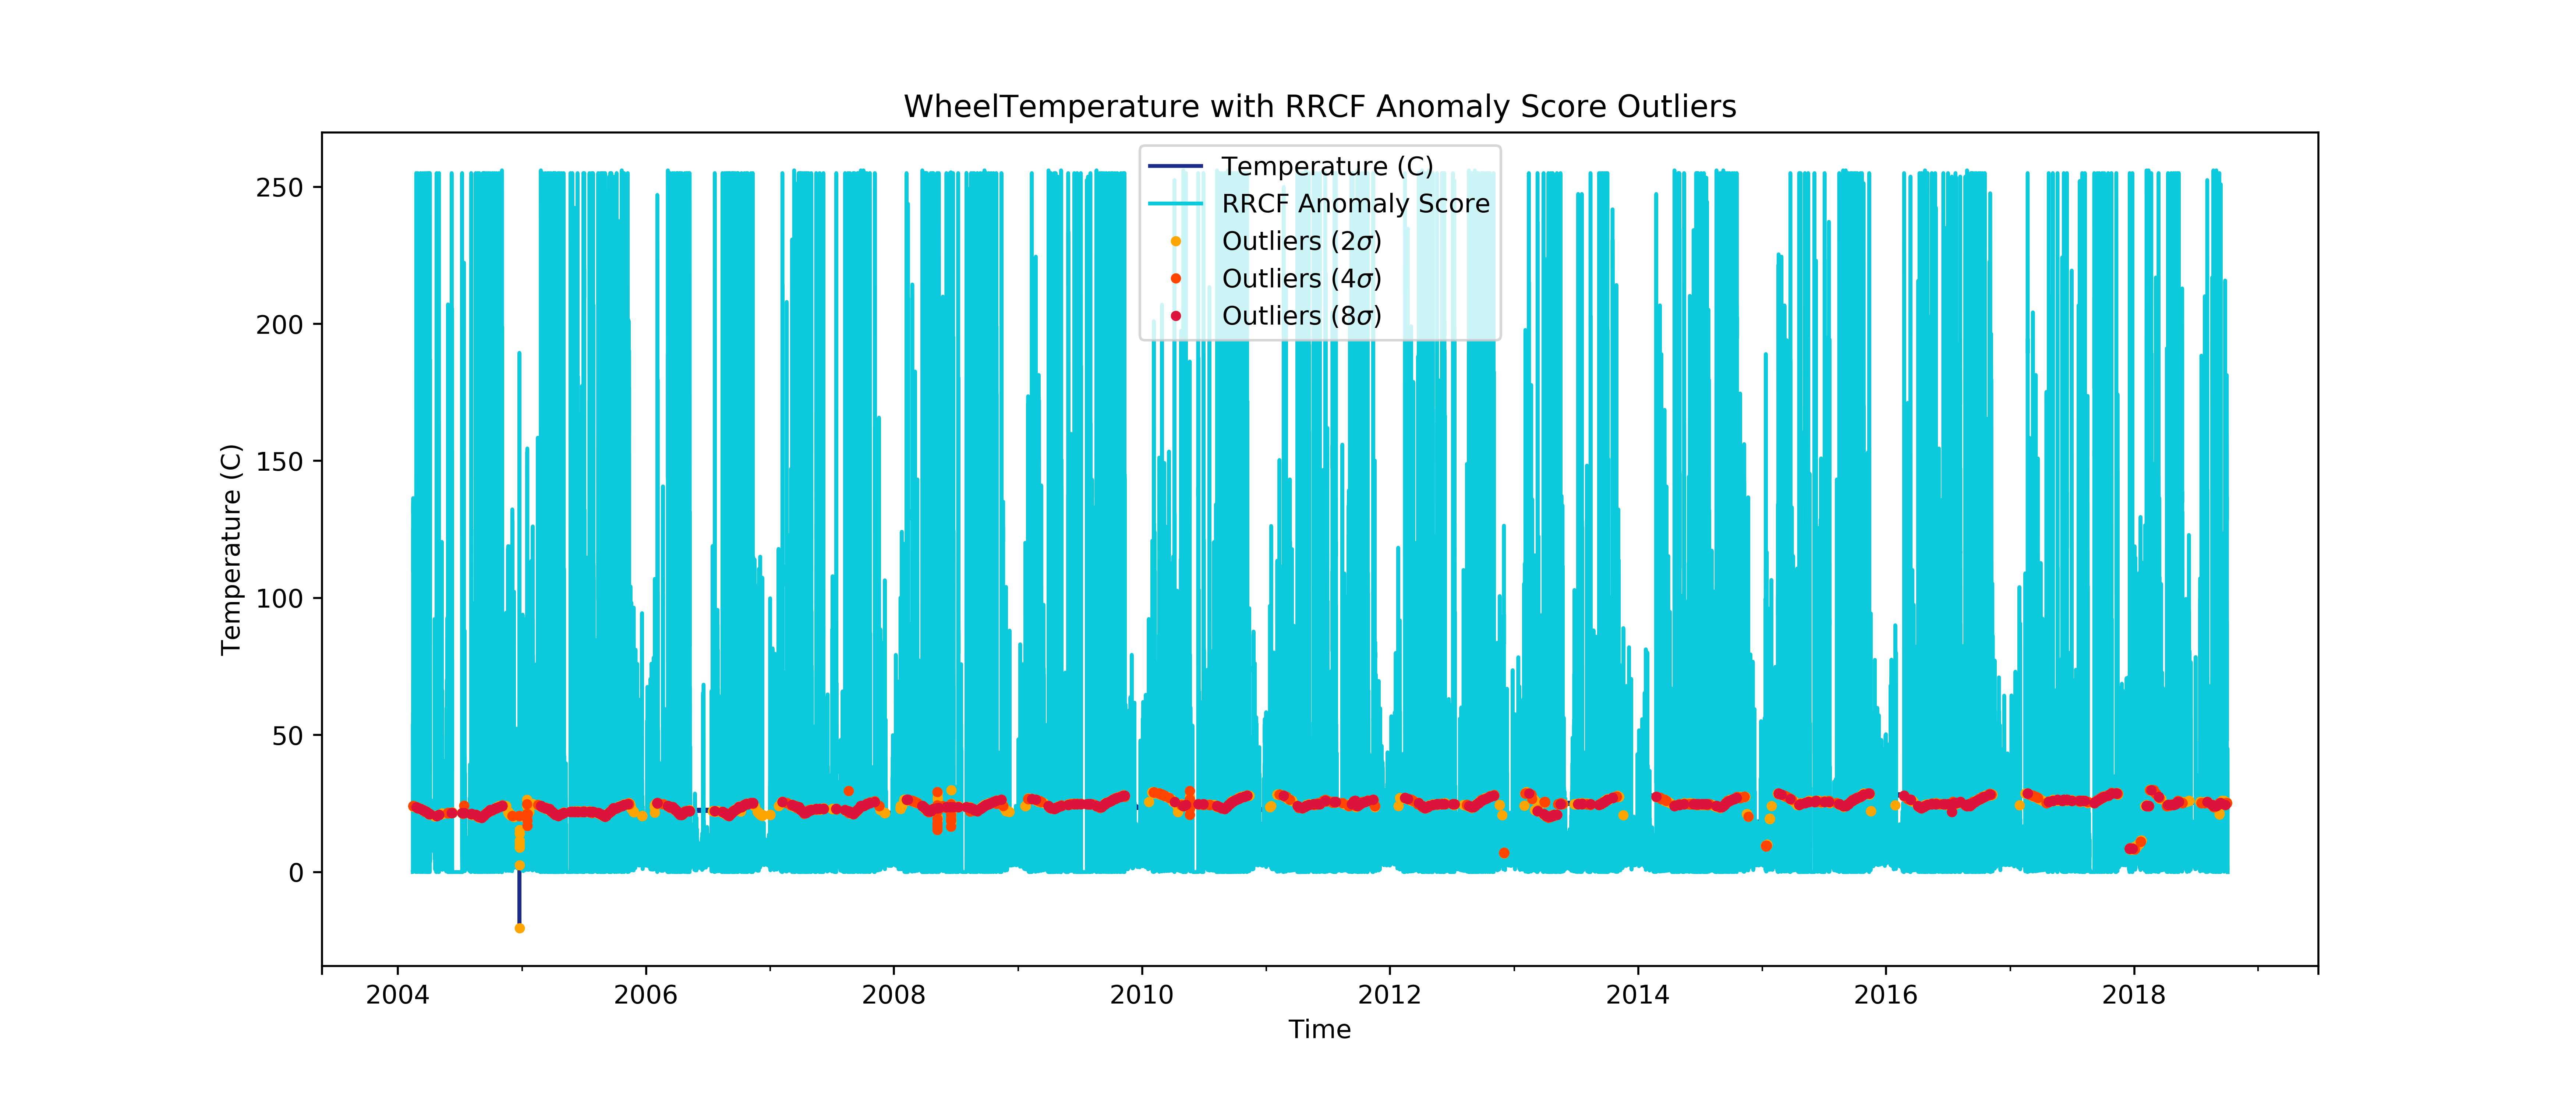 WheelTemperature with RRCF Anomaly Score Outliers
Temperature (C)
RRCF Anomaly Score
Outliers (2σ)
Outliers (4σ)
Outliers (8σ)
Temperature (C)
250
200
150
100
50
0
2004 2006 2008 2010 2012 2014 2016 2018
Time